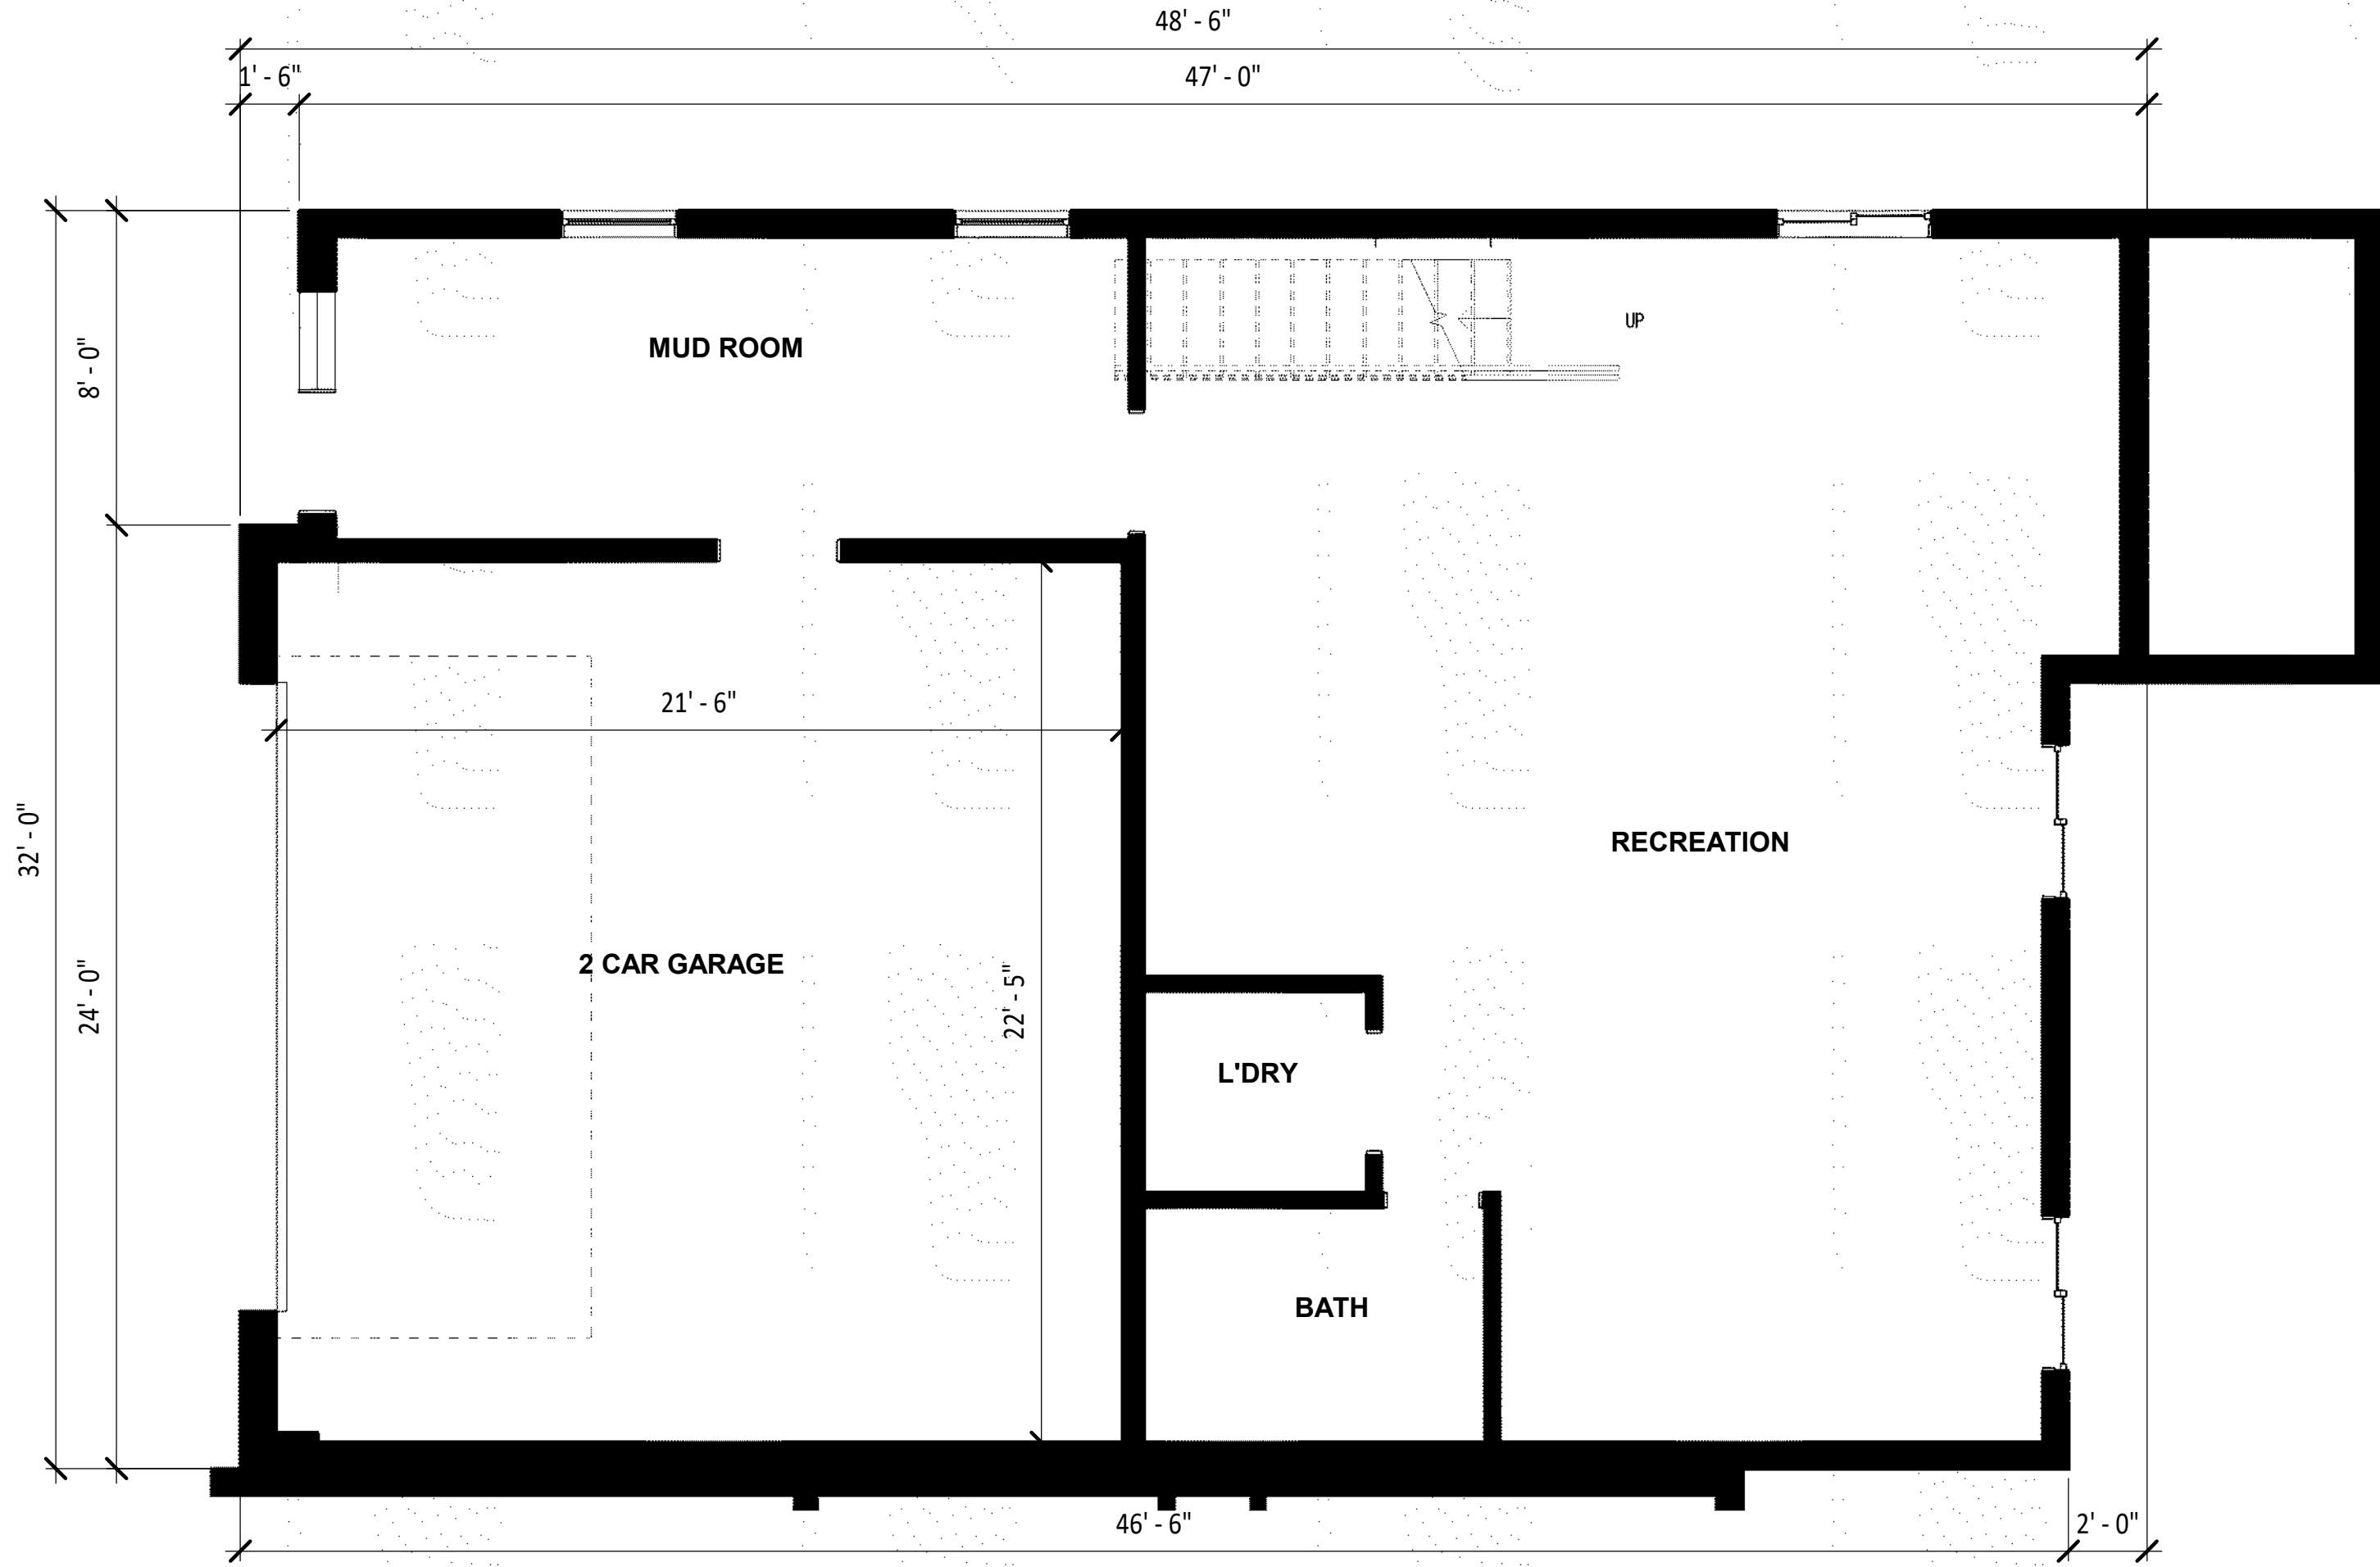 48' - 6"
1' - 6"
47' - 0"
8' - 0"
MUD ROOM
UP
21' - 6"
32' - 0"
RECREATION
2 CAR GARAGE
24' - 0"
22' - 5"
L'DRY
BATH
46' - 6"
2' - 0"